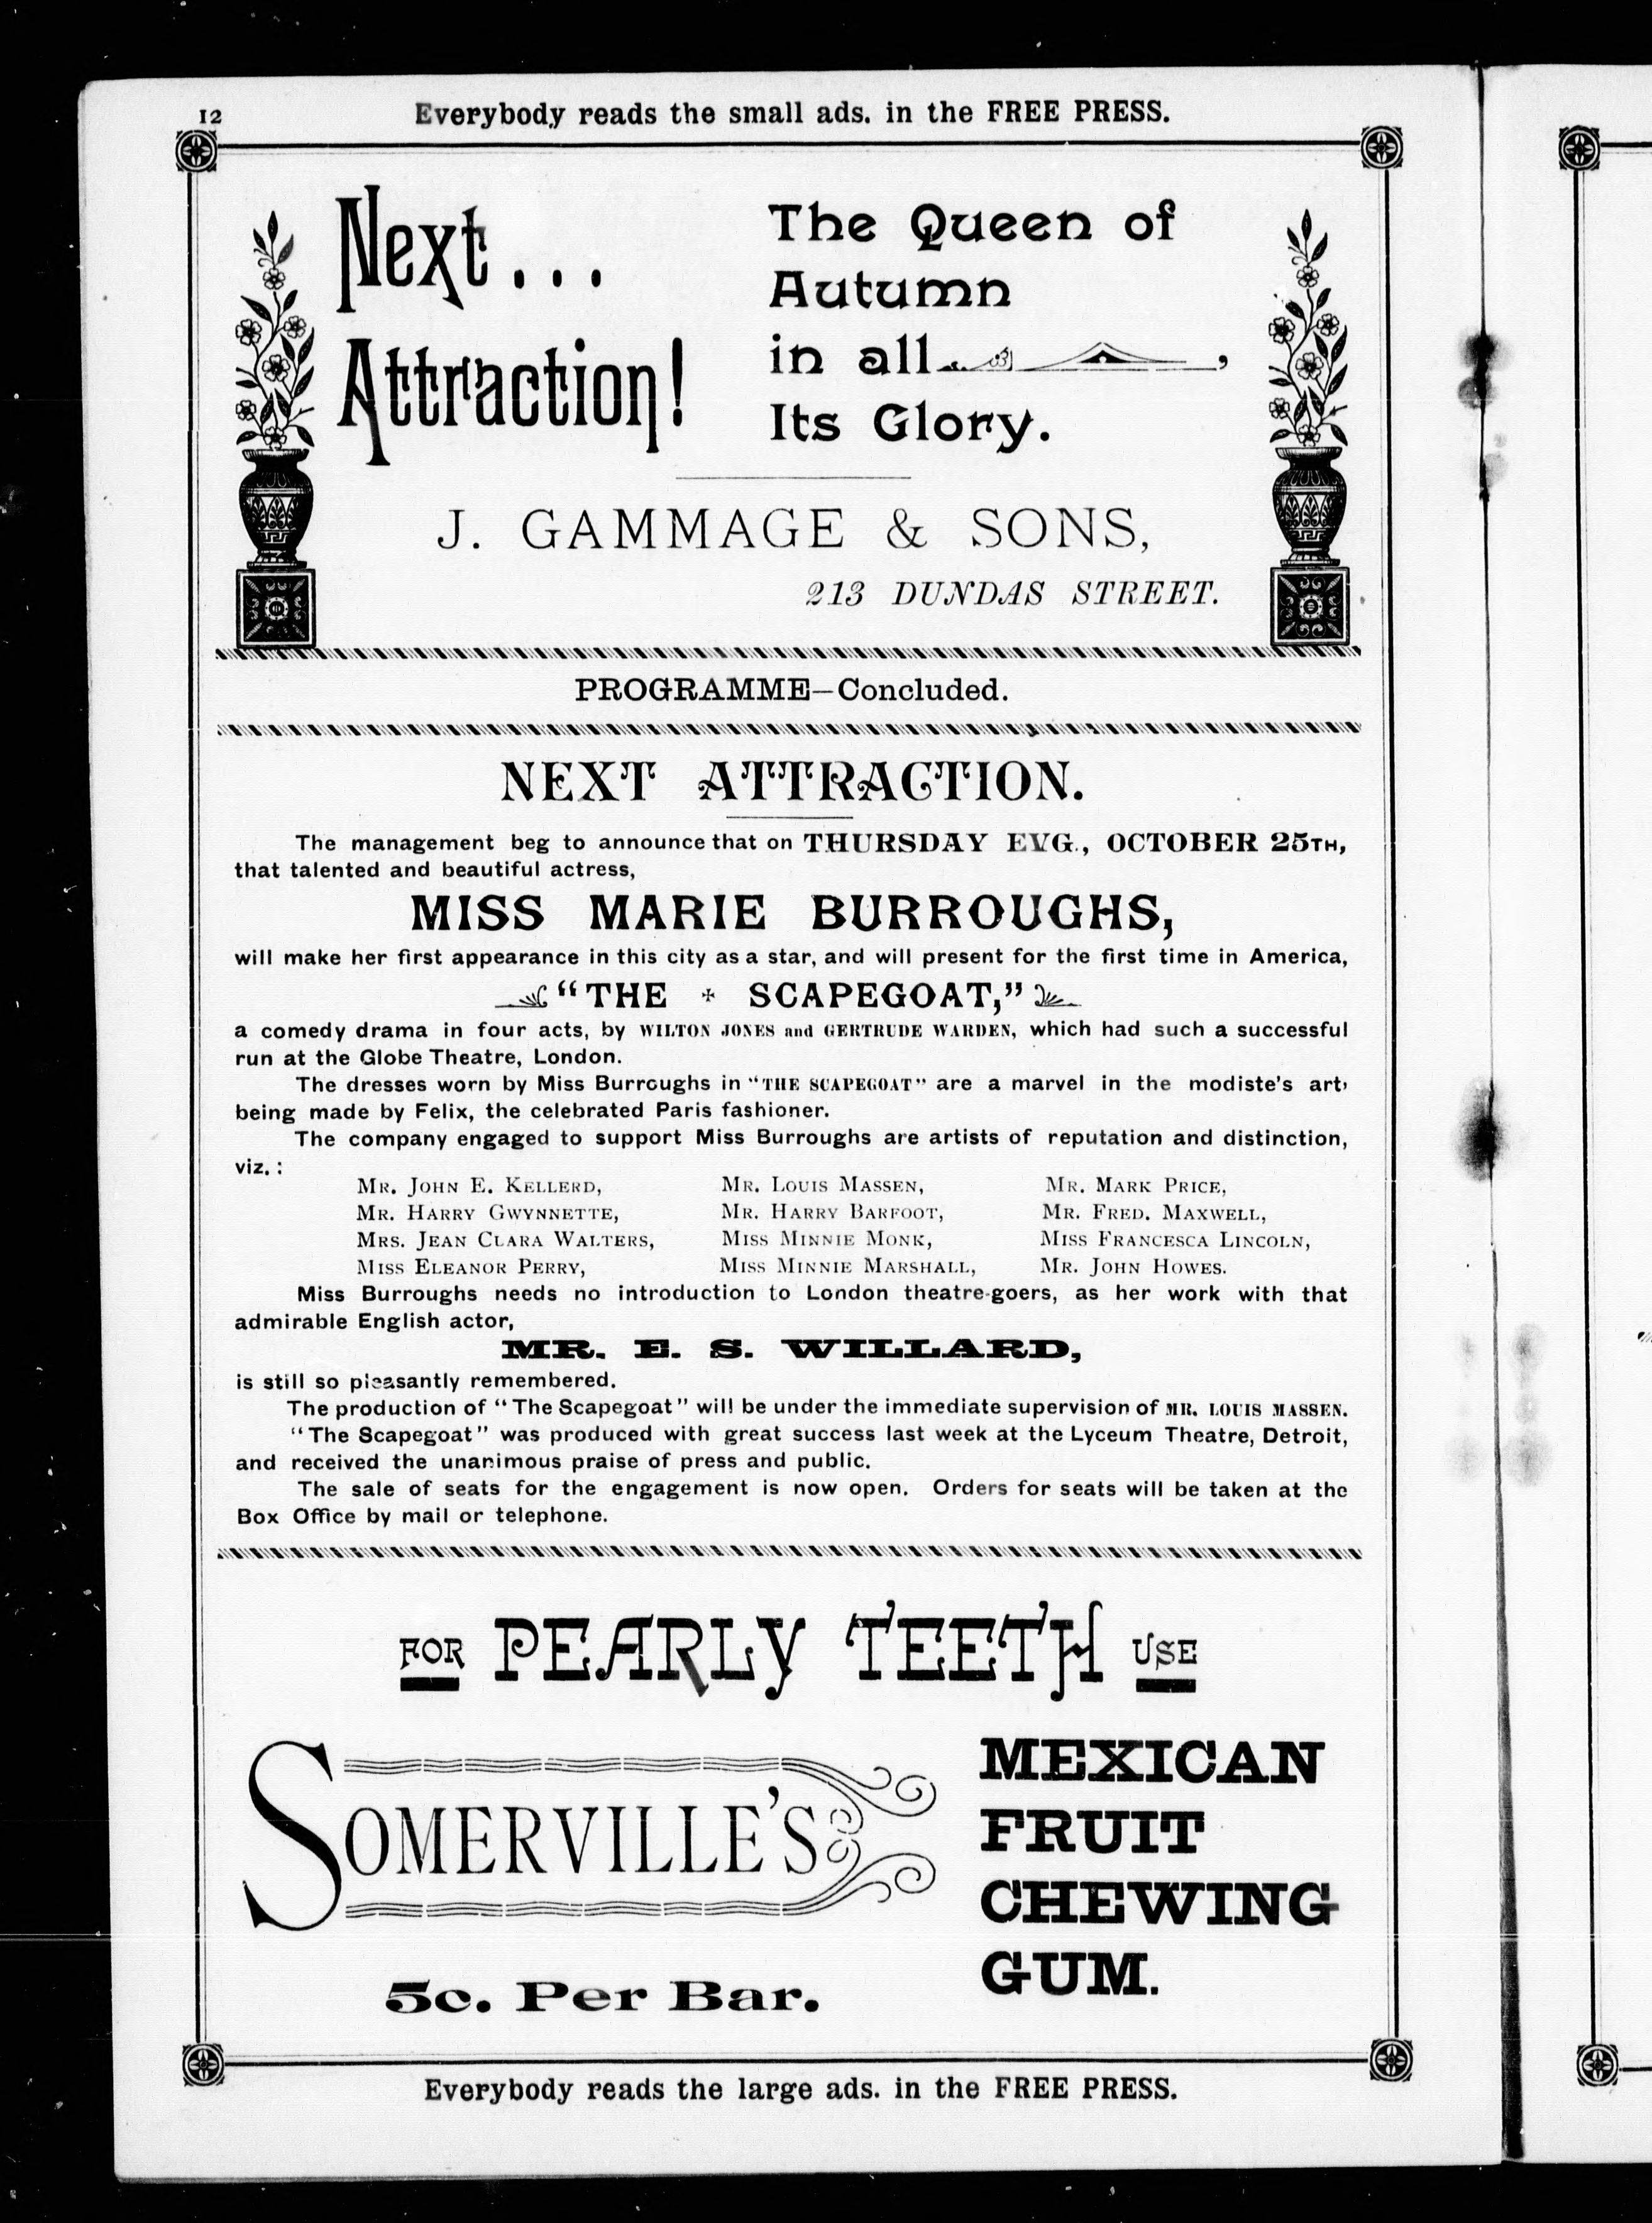 12
Everybody reads the small ads. in the FREE PRESS.
Next...
Attraction!
The Queen of
Autumn
in all
Its Glory.
J. GAMMAGE & SONS,
213 DUNDAS STREET.
PROGRAMME—Concluded.
NEXT ATTRACTION.
The management beg to announce that on THURSDAY EVG., OCTOBER 25TH,
that talented and beautiful actress,
MISS MARIE BURROUGHS,
will make her first appearance in this city as a star, and will present for the first time in America,
"THE SCAPEGOAT,"
a comedy drama in four acts, by WILTON JONES and GERTRUDE WARDEN, which had such a successful
run at the Globe Theatre, London.
The dresses worn by Miss Burroughs in "THE SCAPEGOAT" are a marvel in the modiste's art,
being made by Felix, the celebrated Paris fashioner.
The company engaged to support Miss Burroughs are artists of reputation and distinction,
viz. :
MR. JOHN E. KELLERD, MR. LOUIS MASSEN, MR. MARK PRICE,
MR. HARRY GWYNNETTE, MR. HARRY BARFOOT, MR. FRED. MAXWELL,
MRS. JEAN CLARA WALTERS, MISS MINNIE MONK, MISS FRANCESCA LINCOLN,
MISS ELEANOR PERRY, MISS MINNIE MARSHALL, MR. JOHN HOWES.
Miss Burroughs needs no introduction to London theatre-goers, as her work with that
admirable English actor,
MR. E. S. WILLARD,
is still so pleasantly remembered.
The production of "The Scapegoat" will be under the immediate supervision of MR. LOUIS MASSEN.
"The Scapegoat" was produced with great success last week at the Lyceum Theatre, Detroit,
and received the unanimous praise of press and public.
The sale of seats for the engagement is now open. Orders for seats will be taken at the
Box Office by mail or telephone.
FOR PEARLY TEETH USE
SOMERVILLE'S
MEXICAN
FRUIT
CHEWING
GUM.
5c. Per Bar.
Everybody reads the large ads. in the FREE PRESS.